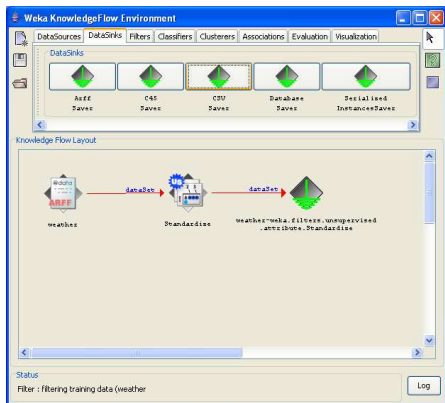 Weka KnowledgeFlow Environment
DataSources DataSinks Filters Classifiers Clusterers Associations Evaluation Visualization
DataSinks
Arff Saver
C45 Saver
CSV Saver
Database Saver
Serialized InstancesSaver
Knowledge Flow Layout
@data
ARFF
weather
dataSet
Standardize
dataSet
weather-weka.filters.unsupervised
.attribute.Standardize
Status
Filter : filtering training data (weather
Log